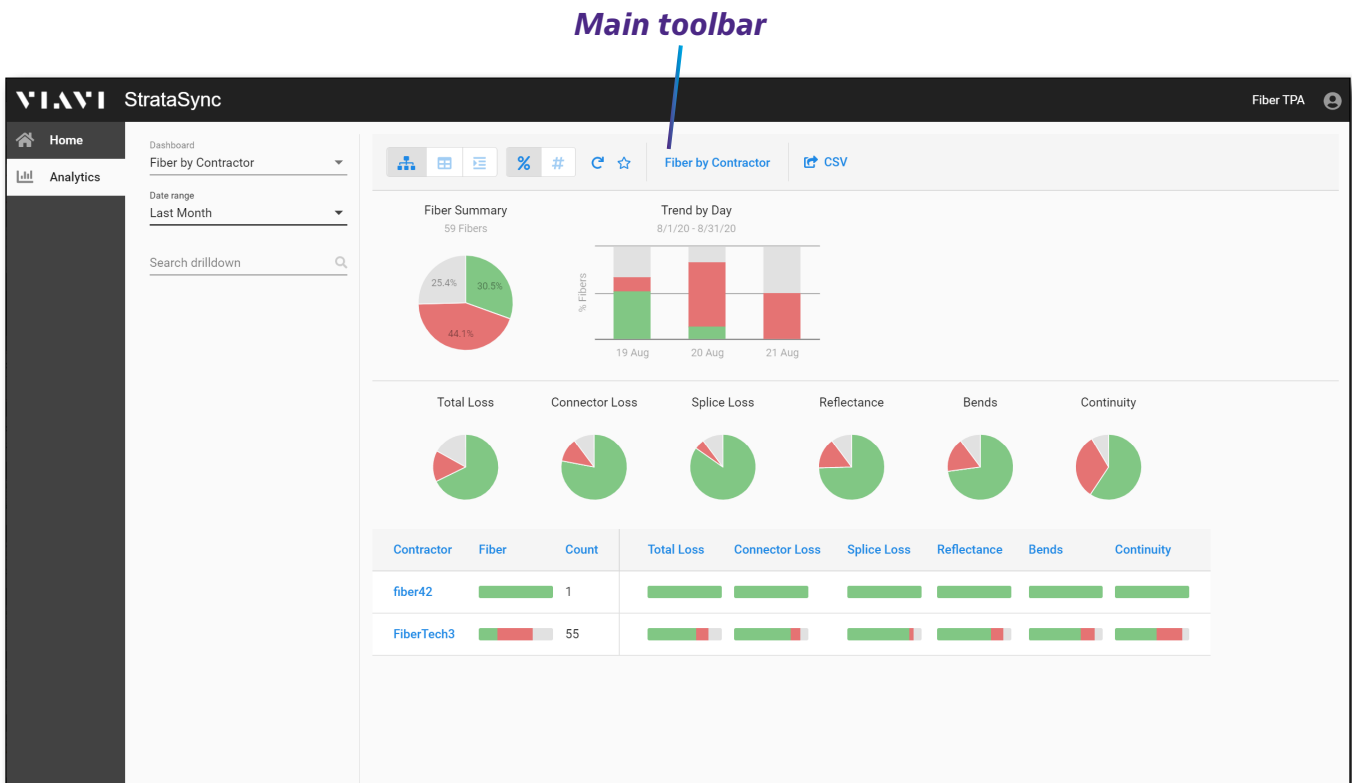 Main toolbar
VIAVI StrataSync
Fiber TPA
Home
Analytics
Dashboard
Fiber by Contractor
Date range
Last Month
Search drilldown
% # Fiber by Contractor CSV
Fiber Summary
59 Fibers
25.4%
30.5%
44.1%
Trend by Day
8/1/20 - 8/31/20
% Fibers
19 Aug 20 Aug 21 Aug
Total Loss Connector Loss Splice Loss Reflectance Bends Continuity
Contractor Fiber Count Total Loss Connector Loss Splice Loss Reflectance Bends Continuity
fiber42 1
FiberTech3 55